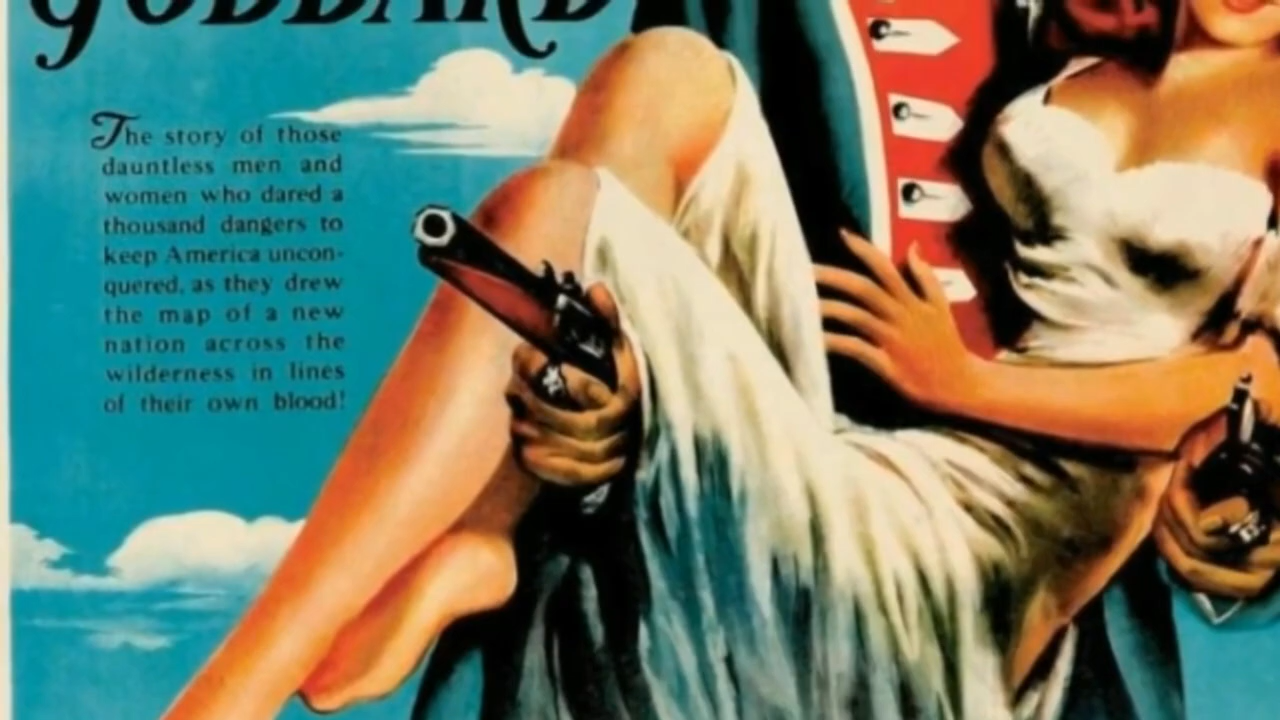 GODDARD
The story of those
dauntless men and
women who dared a
thousand dangers to
keep America uncon-
quered, as they drew
the map of a new
nation across the
wilderness in lines
of their own blood!